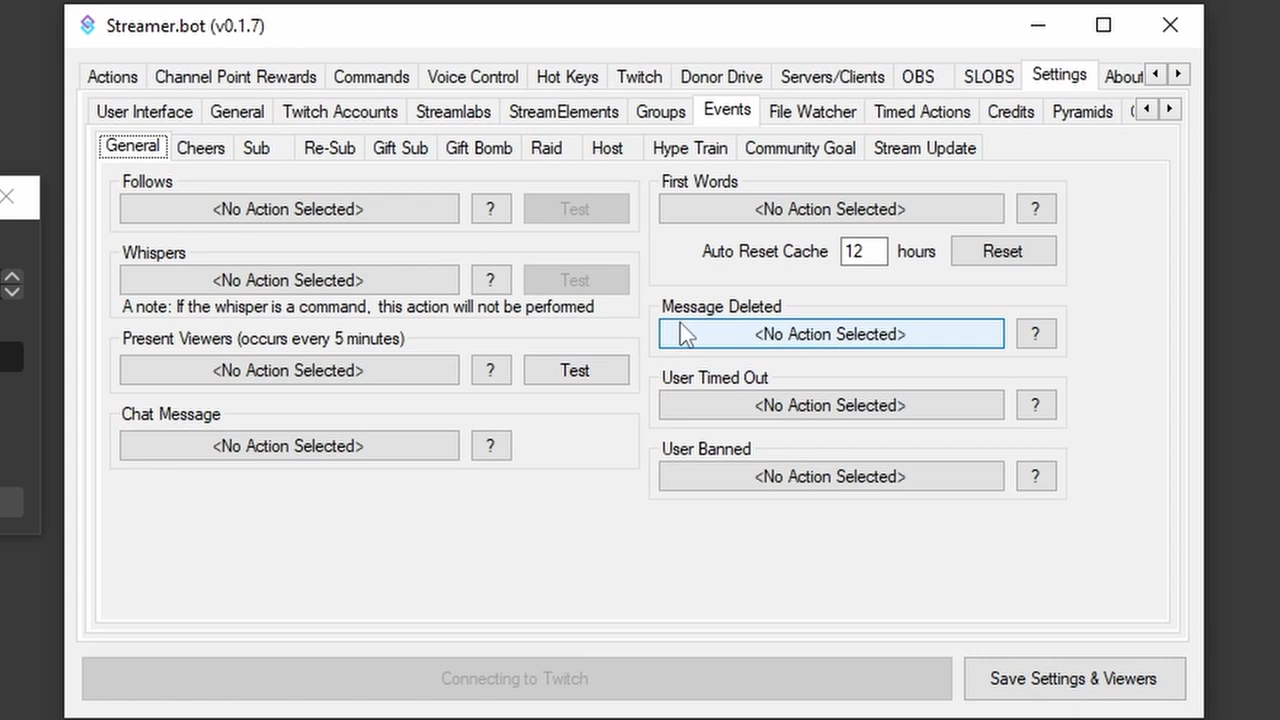 Streamer.bot (v0.1.7)
Actions Channel Point Rewards Commands Voice Control Hot Keys Twitch Donor Drive Servers/Clients OBS SLOBS Settings About
User Interface General Twitch Accounts Streamlabs StreamElements Groups Events File Watcher Timed Actions Credits Pyramids
General Cheers Sub Re-Sub Gift Sub Gift Bomb Raid Host Hype Train Community Goal Stream Update
Follows
<No Action Selected> ? Test
Whispers
<No Action Selected> ? Test
A note: If the whisper is a command, this action will not be performed
Present Viewers (occurs every 5 minutes)
<No Action Selected> ? Test
Chat Message
<No Action Selected> ?
First Words
<No Action Selected> ?
Auto Reset Cache 12 hours Reset
Message Deleted
<No Action Selected> ?
User Timed Out
<No Action Selected> ?
User Banned
<No Action Selected> ?
Connecting to Twitch
Save Settings & Viewers